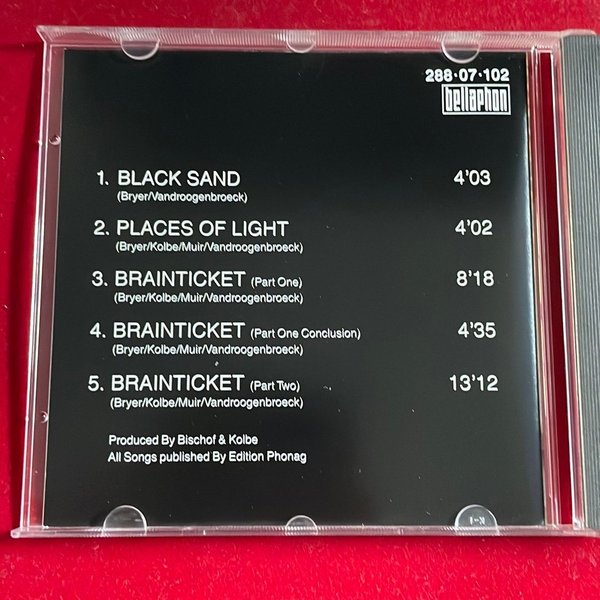 288·07·102
bellaphon
1. BLACK SAND 4'03
(Bryer/Vandroogenbroeck)
2. PLACES OF LIGHT 4'02
(Bryer/Kolbe/Muir/Vandroogenbroeck)
3. BRAINTICKET (Part One) 8'18
(Bryer/Kolbe/Muir/Vandroogenbroeck)
4. BRAINTICKET (Part One Conclusion) 4'35
(Bryer/Kolbe/Muir/Vandroogenbroeck)
5. BRAINTICKET (Part Two) 13'12
(Bryer/Kolbe/Muir/Vandroogenbroeck)
Produced By Bischof & Kolbe
All Songs published By Edition Phonag